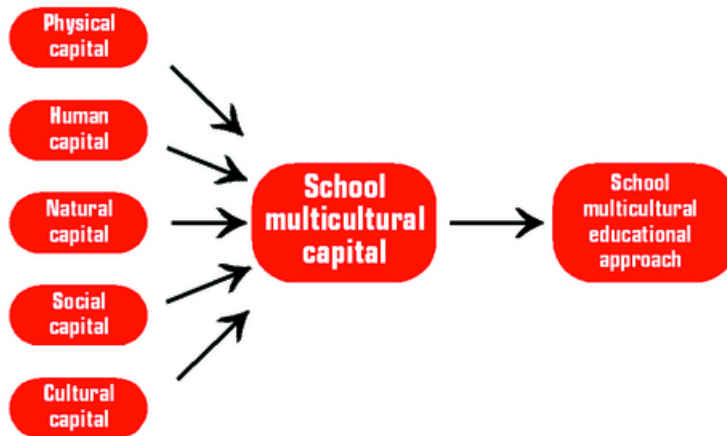 Physical
capital
Human
capital
Natural
capital
Social
capital
Cultural
capital
School
multicultural
capital
School
multicultural
educational
approach